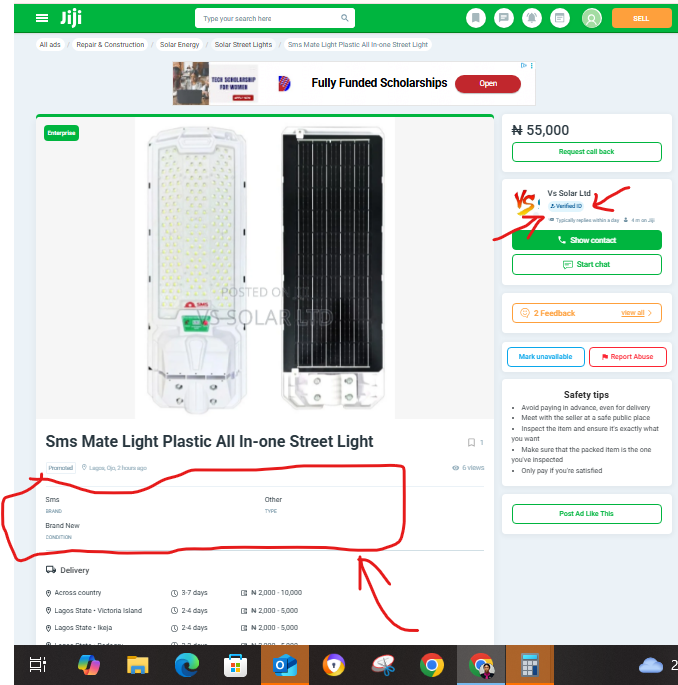 Jiji
Type your search here
SELL
All ads / Repair & Construction / Solar Energy / Solar Street Lights / Sms Mate Light Plastic All In-one Street Light
TECH SCHOLARSHIP
FOR WOMEN
Fully Funded Scholarships
Open
Enterprise
SMS
POSTED ON JIJI
VS SOLAR LTD
₦ 55,000
Request call back
VS
Vs Solar Ltd
Verified ID
Typically replies within a day
4 m on Jiji
Show contact
Start chat
2 Feedback
view all
Mark unavailable
Report Abuse
Safety tips
• Avoid paying in advance, even for delivery
• Meet with the seller at a safe public place
• Inspect the item and ensure it's exactly what
you want
• Make sure that the packed item is the one
you've inspected
• Only pay if you're satisfied
Post Ad Like This
Sms Mate Light Plastic All In-one Street Light
1
Promoted
Lagos, Ojo, 2 hours ago
6 views
Sms
BRAND
Other
TYPE
Brand New
CONDITION
Delivery
Across country 3-7 days ₦ 2,000 - 10,000
Lagos State • Victoria Island 2-4 days ₦ 2,000 - 5,000
Lagos State • Ikeja 2-4 days ₦ 2,000 - 5,000
2